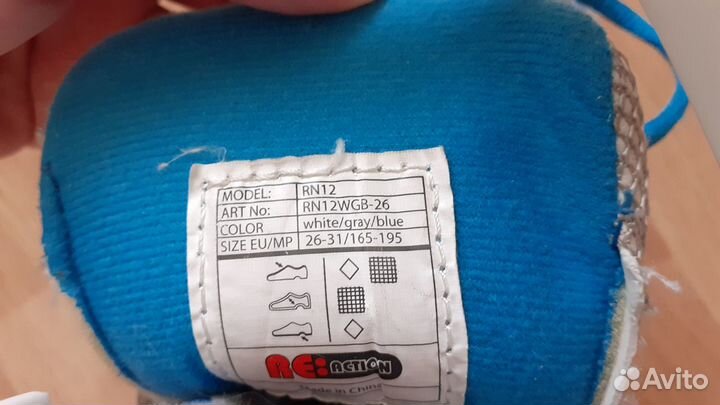 MODEL: RN12
ART No: RN12WGB-26
COLOR white/gray/blue
SIZE EU/MP 26-31/165-195
RE:ACTION
Made in China
Avito